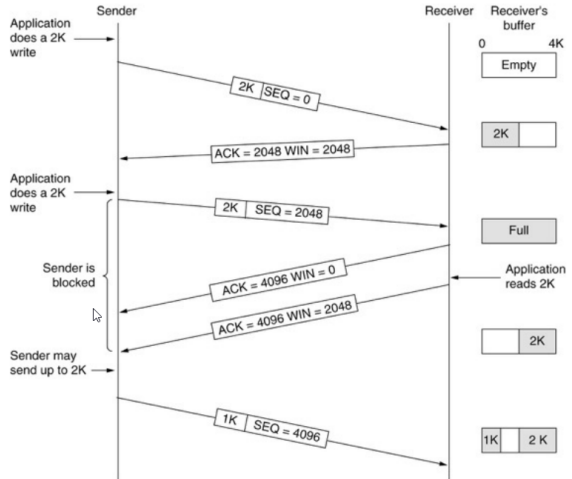 Sender
Receiver
Receiver's
buffer
Application
does a 2K
write
0 4K
Empty
2K SEQ = 0
2K
ACK = 2048 WIN = 2048
Application
does a 2K
write
2K SEQ = 2048
Full
Sender is
blocked
ACK = 4096 WIN = 0
Application
reads 2K
ACK = 4096 WIN = 2048
2K
Sender may
send up to 2K
1K SEQ = 4096
1K 2 K